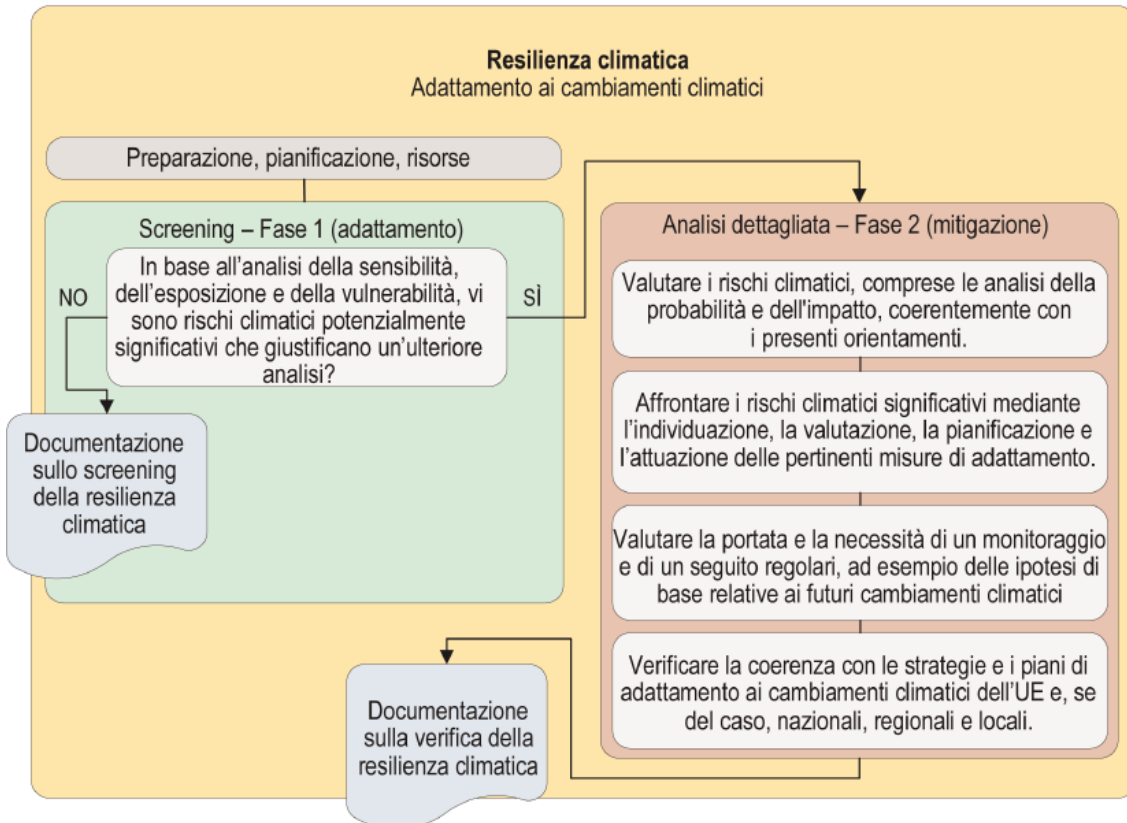 Resilienza climatica
Adattamento ai cambiamenti climatici
Preparazione, pianificazione, risorse
Screening – Fase 1 (adattamento)
In base all’analisi della sensibilità,
dell’esposizione e della vulnerabilità, vi
sono rischi climatici potenzialmente
significativi che giustificano un’ulteriore
analisi?
NO
SÌ
Documentazione
sullo screening
della resilienza
climatica
Analisi dettagliata – Fase 2 (mitigazione)
Valutare i rischi climatici, comprese le analisi della
probabilità e dell'impatto, coerentemente con
i presenti orientamenti.
Affrontare i rischi climatici significativi mediante
l’individuazione, la valutazione, la pianificazione e
l’attuazione delle pertinenti misure di adattamento.
Valutare la portata e la necessità di un monitoraggio
e di un seguito regolari, ad esempio delle ipotesi di
base relative ai futuri cambiamenti climatici
Verificare la coerenza con le strategie e i piani di
adattamento ai cambiamenti climatici dell’UE e, se
del caso, nazionali, regionali e locali.
Documentazione
sulla verifica della
resilienza climatica